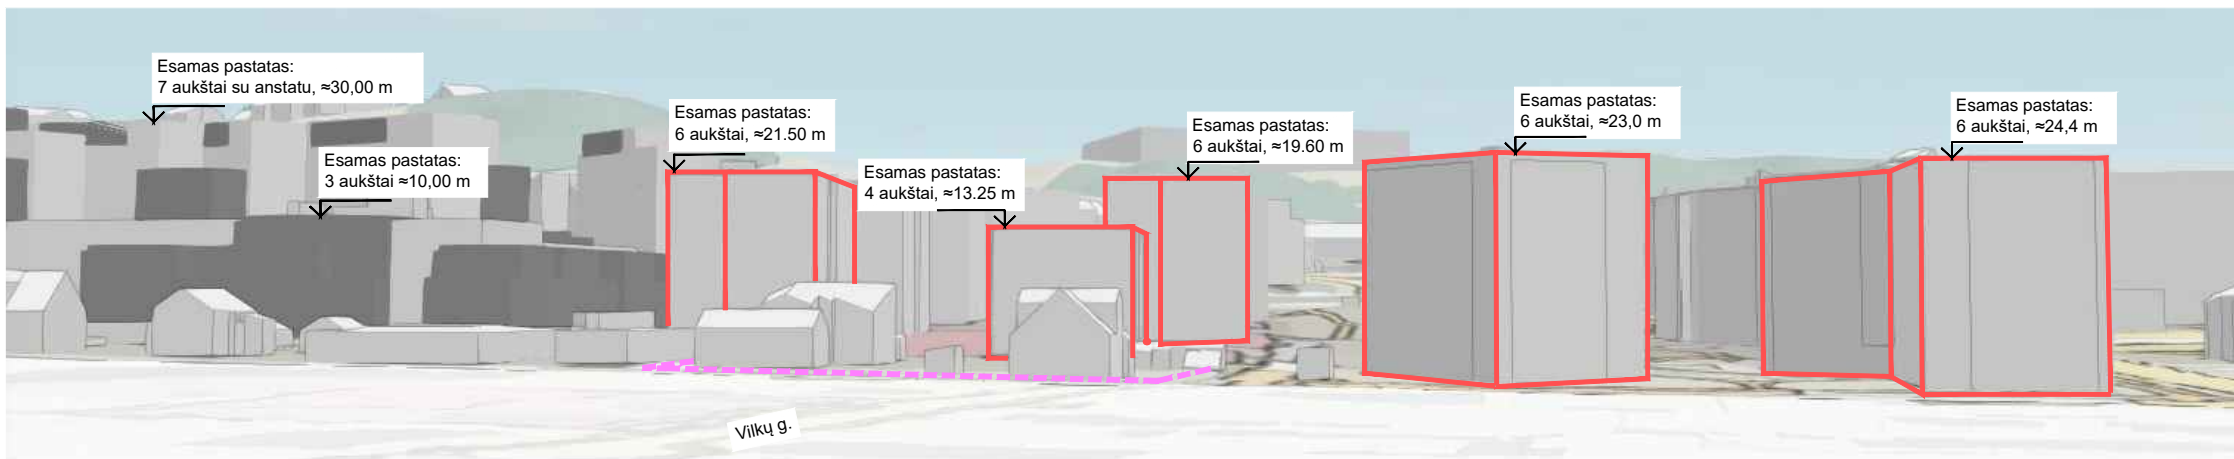 Esamas pastatas:
7 aukštai su anstatu, ≈30,00 m
Esamas pastatas:
3 aukštai ≈10,00 m
Esamas pastatas:
6 aukštai, ≈21.50 m
Esamas pastatas:
4 aukštai, ≈13.25 m
Esamas pastatas:
6 aukštai, ≈19.60 m
Esamas pastatas:
6 aukštai, ≈23,0 m
Esamas pastatas:
6 aukštai, ≈24,4 m
Vilkų g.